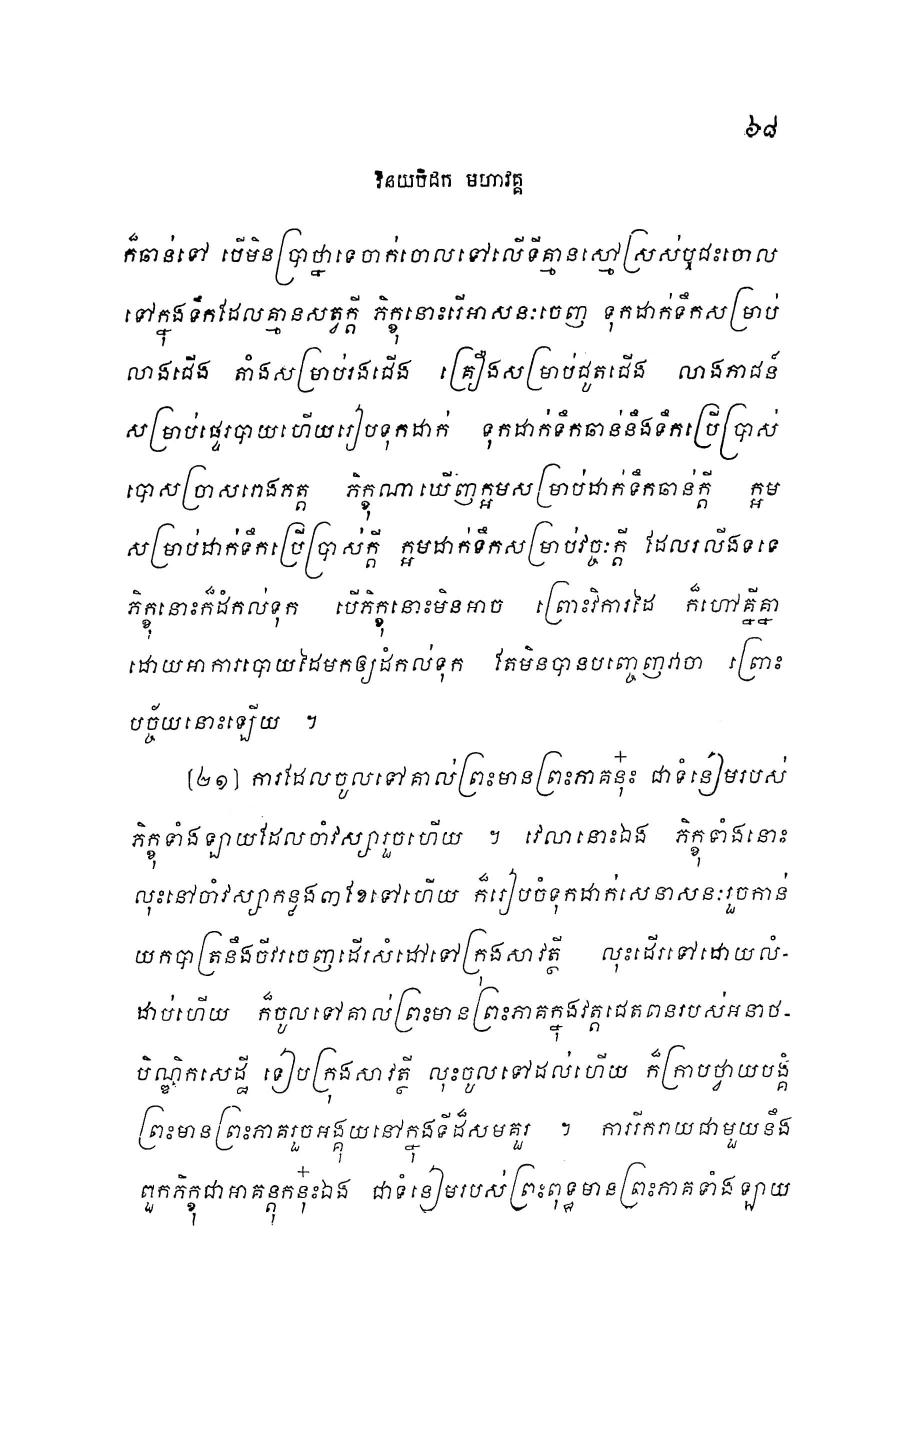 ៦៨
វិនយបិដក មហាវគ្គ
ក៏ធាន់ទៅ បើមិនប្រាថ្នាទេចាក់ចោលទៅលើទីគ្មានស្មៅស្រស់ឬជះចោល
ទៅក្នុងទឹកដែលគ្មានសត្វក្តី ភិក្ខុនោះរើអាសនៈចេញ ទុកដាក់ទឹកសម្រាប់
លាងជើង តាំងសម្រាប់រងជើង គ្រឿងសម្រាប់ជូតជើង លាងភាជន៍
សម្រាប់ផ្ទេរបាយហើយរៀបទុកដាក់ ទុកដាក់ទឹកធាន់នឹងទឹកប្រើប្រាស់
បោសច្រាសរោងភត្ត ភិក្ខុណាឃើញក្អមសម្រាប់ដាក់ទឹកធាន់ក្តី ក្អម
សម្រាប់ដាក់ទឹកប្រើប្រាស់ក្តី ក្អមដាក់ទឹកសម្រាប់វច្ចៈក្តី ដែលរលីងទទេ
ភិក្ខុនោះក៏ដំកល់ទុក បើភិក្ខុនោះមិនអាច ព្រោះវិការដៃ ក៏ហៅគ្នីគ្នា
ដោយអាការបោយដៃមកឲ្យដំកល់ទុក តែមិនបានបញ្ចេញវាចា ព្រោះ
បច្ច័យនោះឡើយ ។
(២១) ការដែលចូលទៅគាល់ព្រះមានព្រះភាគនុ៎ះ ជាទំនៀមរបស់
ភិក្ខុទាំងឡាយដែលចាំវស្សារួចហើយ ។ វេលានោះឯង ភិក្ខុទាំងនោះ
លុះនៅចាំវស្សាកន្លង៣ខែទៅហើយ ក៏រៀបចំទុកដាក់សេនាសនៈរួចកាន់
យកបាត្រនឹងចីវរចេញដើរសំដៅទៅក្រុងសាវត្ថី លុះដើរទៅដោយលំ-
ដាប់ហើយ ក៏ចូលទៅគាល់ព្រះមានព្រះភាគក្នុងវត្តជេតពនរបស់អនាថ-
បិណ្ឌិកសេដ្ឋី ទៀបក្រុងសាវត្ថី លុះចូលទៅដល់ហើយ ក៏ក្រាបថ្វាយបង្គំ
ព្រះមានព្រះភាគរួចអង្គុយនៅក្នុងទីដ៏សមគួរ ។ ការរីករាយជាមួយនឹង
ពួកភិក្ខុជាអាគន្តុកនុ៎ះឯង ជាទំនៀមរបស់ព្រះពុទ្ធមានព្រះភាគទាំងឡាយ